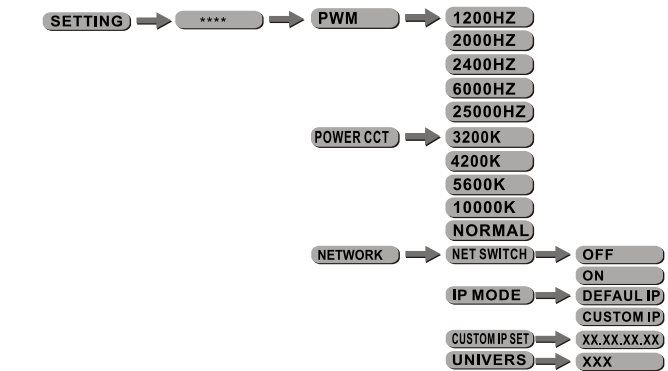 SETTING **** PWM 1200HZ
2000HZ
2400HZ
6000HZ
25000HZ
POWER CCT 3200K
4200K
5600K
10000K
NORMAL
NETWORK NET SWITCH OFF
ON
IP MODE DEFAUL IP
CUSTOM IP
CUSTOM IP SET XX.XX.XX.XX
UNIVERS XXX